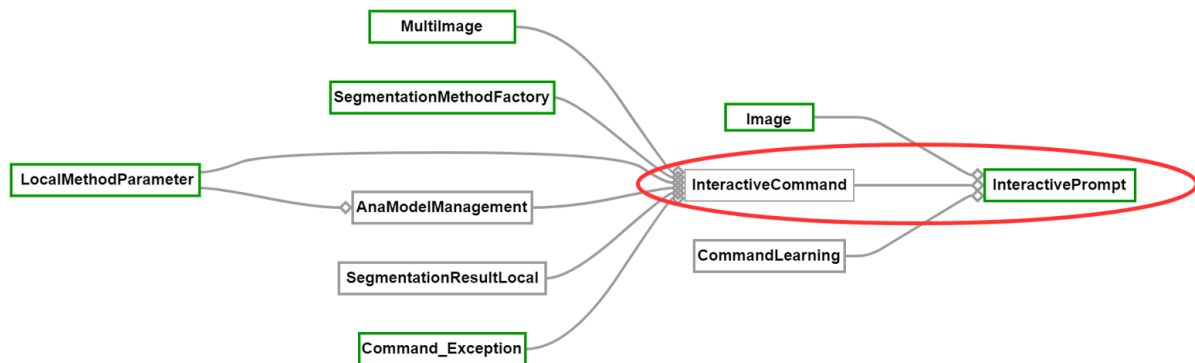 MultiImage
SegmentationMethodFactory
Image
LocalMethodParameter
InteractiveCommand
InteractivePrompt
AnaModelManagement
CommandLearning
SegmentationResultLocal
Command_Exception